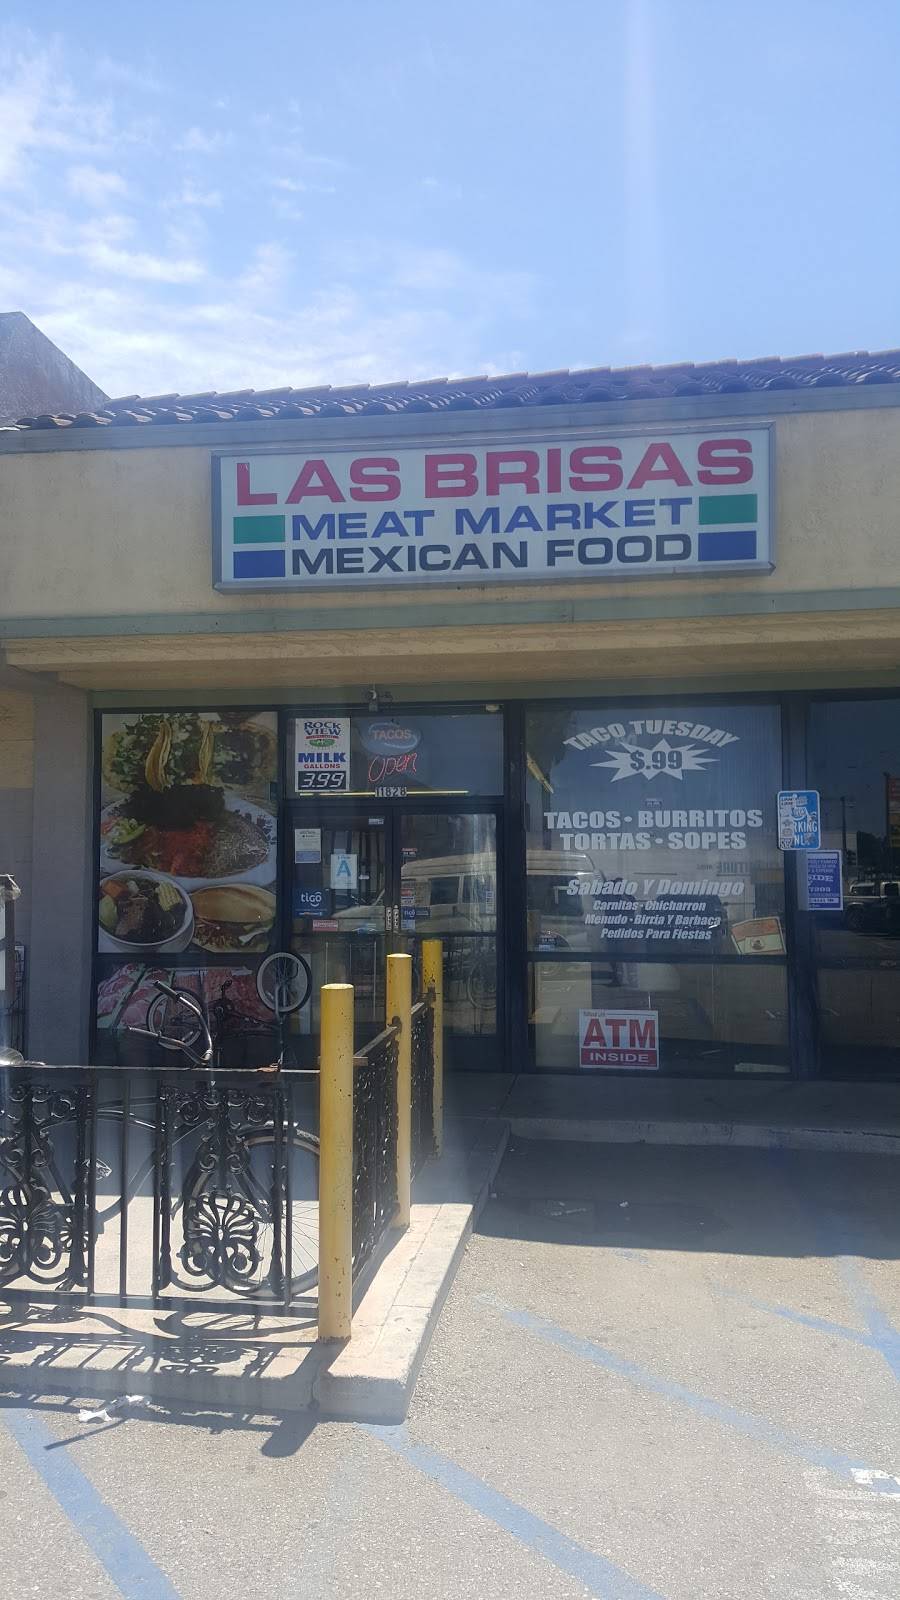 LAS BRISAS
MEAT MARKET
MEXICAN FOOD
ROCK
VIEW
MILK
GALLONS
3.99
TACOS
Open
11828
TACO TUESDAY
$.99
TACOS • BURRITOS
TORTAS • SOPES
Sabado Y Domingo
Carnitas • Chicharron
Menudo • Birria Y Barbaca
Pedidos Para Fiestas
A
tigo
ATM
INSIDE